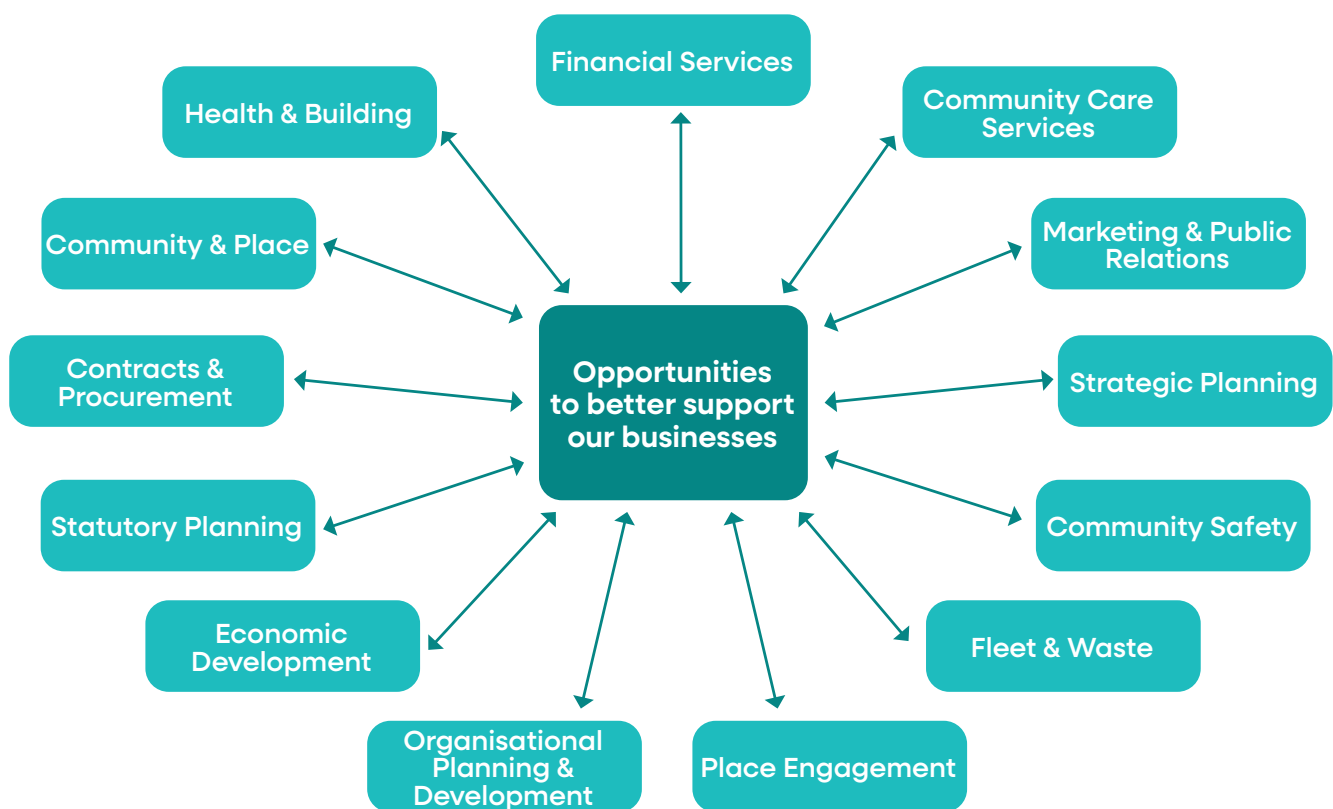 Financial Services
Health & Building
Community Care
Services
Community & Place
Marketing & Public
Relations
Contracts &
Procurement
Opportunities
to better support
our businesses
Strategic Planning
Statutory Planning
Community Safety
Economic
Development
Fleet & Waste
Organisational
Planning &
Development
Place Engagement